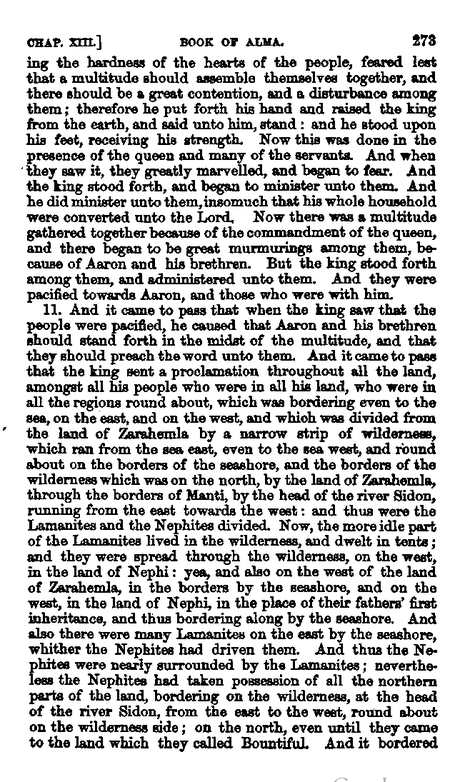 CHAP. XIII.] BOOK OF ALMA. 273
ing the hardness of the hearts of the people, feared lest
that a multitude should assemble themselves together, and
there should be a great contention, and a disturbance among
them; therefore he put forth his hand and raised the king
from the earth, and said unto him, stand: and he stood upon
his feet, receiving his strength. Now this was done in the
presence of the queen and many of the servants. And when
they saw it, they greatly marvelled, and began to fear. And
the king stood forth, and began to minister unto them. And
he did minister unto them, insomuch that his whole household
were converted unto the Lord. Now there was a multitude
gathered together because of the commandment of the queen,
and there began to be great murmurings among them, be-
cause of Aaron and his brethren. But the king stood forth
among them, and administered unto them. And they were
pacified towards Aaron, and those who were with him.
11. And it came to pass that when the king saw that the
people were pacified, he caused that Aaron and his brethren
should stand forth in the midst of the multitude, and that
they should preach the word unto them. And it came to pass
that the king sent a proclamation throughout all the land,
amongst all his people who were in all his land, who were in
all the regions round about, which was bordering even to the
sea, on the east, and on the west, and which was divided from
the land of Zarahemla by a narrow strip of wilderness,
which ran from the sea east, even to the sea west, and round
about on the borders of the seashore, and the borders of the
wilderness which was on the north, by the land of Zarahemla,
through the borders of Manti, by the head of the river Sidon,
running from the east towards the west: and thus were the
Lamanites and the Nephites divided. Now, the more idle part
of the Lamanites lived in the wilderness, and dwelt in tents;
and they were spread through the wilderness, on the west,
in the land of Nephi: yea, and also on the west of the land
of Zarahemla, in the borders by the seashore, and on the
west, in the land of Nephi, in the place of their fathers' first
inheritance, and thus bordering along by the seashore. And
also there were many Lamanites on the east by the seashore,
whither the Nephites had driven them. And thus the Ne-
phites were nearly surrounded by the Lamanites; neverthe-
less the Nephites had taken possession of all the northern
parts of the land, bordering on the wilderness, at the head
of the river Sidon, from the east to the west, round about
on the wilderness side; on the north, even until they came
to the land which they called Bountiful. And it bordered